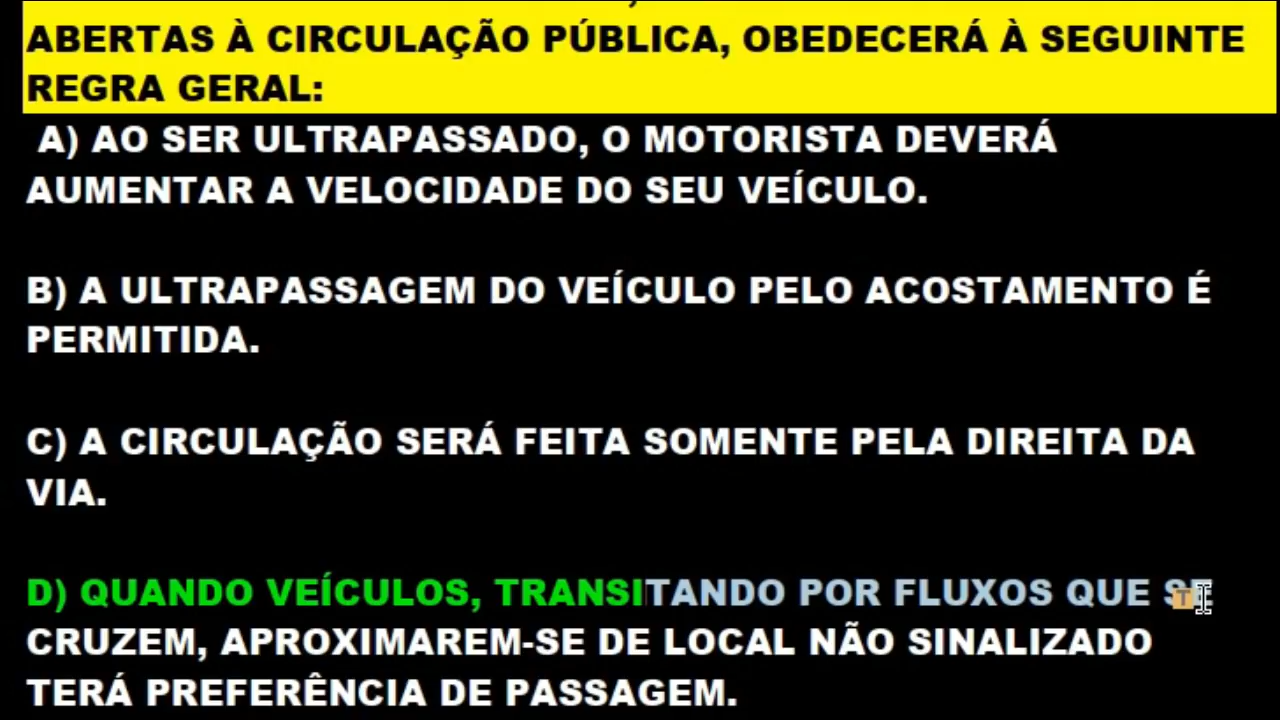 ABERTAS À CIRCULAÇÃO PÚBLICA, OBEDECERÁ À SEGUINTE
REGRA GERAL:
A) AO SER ULTRAPASSADO, O MOTORISTA DEVERÁ
AUMENTAR A VELOCIDADE DO SEU VEÍCULO.
B) A ULTRAPASSAGEM DO VEÍCULO PELO ACOSTAMENTO É
PERMITIDA.
C) A CIRCULAÇÃO SERÁ FEITA SOMENTE PELA DIREITA DA
VIA.
D) QUANDO VEÍCULOS, TRANSITANDO POR FLUXOS QUE SE
CRUZEM, APROXIMAREM-SE DE LOCAL NÃO SINALIZADO
TERÁ PREFERÊNCIA DE PASSAGEM.